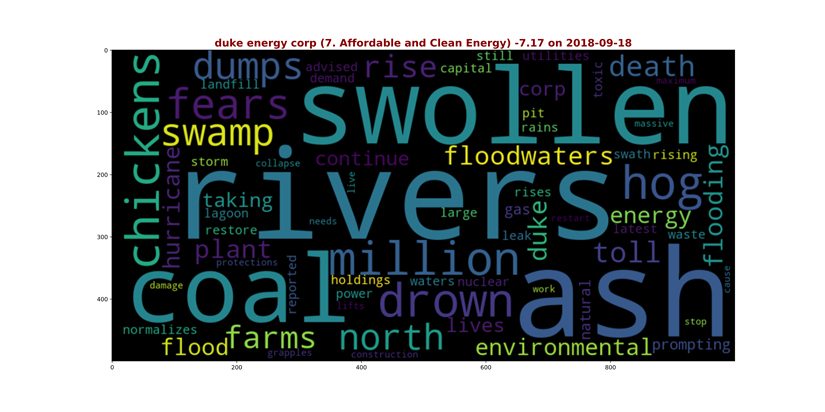 duke energy corp (7. Affordable and Clean Energy) -7.17 on 2018-09-18
0
100
200
300
400
0
200
400
600
800
chickens
dumps
advised
rise
still
utilities
capital
death
landfill
demand
toxic
maximum
fears
swollen
corp
pit
rains
massive
swamp
hurricane
storm
collapse
continue
floodwaters
swath
rising
rivers
live
taking
lagoon
restore
needs
large
rises
gas
leak
duke
restart
hog
energy
latest
waste
flooding
plant
protections
million
toll
coal
damage
reported
holdings
waters
nuclear
power
lifts
drown
ash
work
natural
stop
cause
normalizes
flood
farms
grapples
north
lives
construction
environmental
prompting